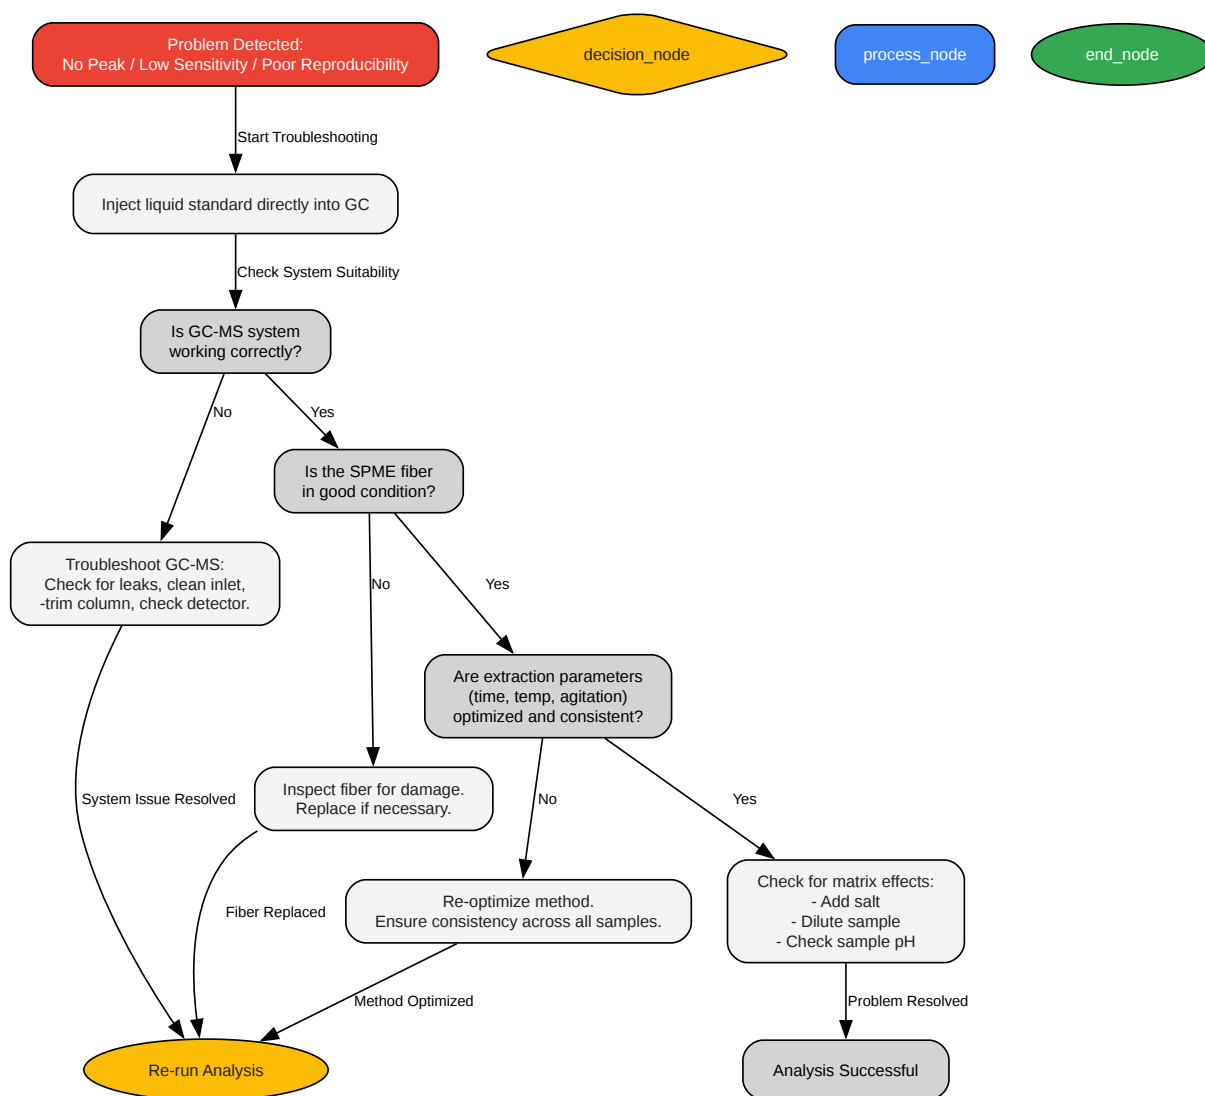 Problem Detected:
No Peak / Low Sensitivity / Poor Reproducibility
decision_node
process_node
end_node
Start Troubleshooting
Inject liquid standard directly into GC
Check System Suitability
Is GC-MS system
working correctly?
No
Yes
Is the SPME fiber
in good condition?
Troubleshoot GC-MS:
Check for leaks, clean inlet,
-trim column, check detector.
No
Yes
Are extraction parameters
(time, temp, agitation)
optimized and consistent?
System Issue Resolved
Inspect fiber for damage.
Replace if necessary.
No
Yes
Check for matrix effects:
- Add salt
- Dilute sample
- Check sample pH
Re-optimize method.
Ensure consistency across all samples.
Fiber Replaced
Method Optimized
Problem Resolved
Re-run Analysis
Analysis Successful